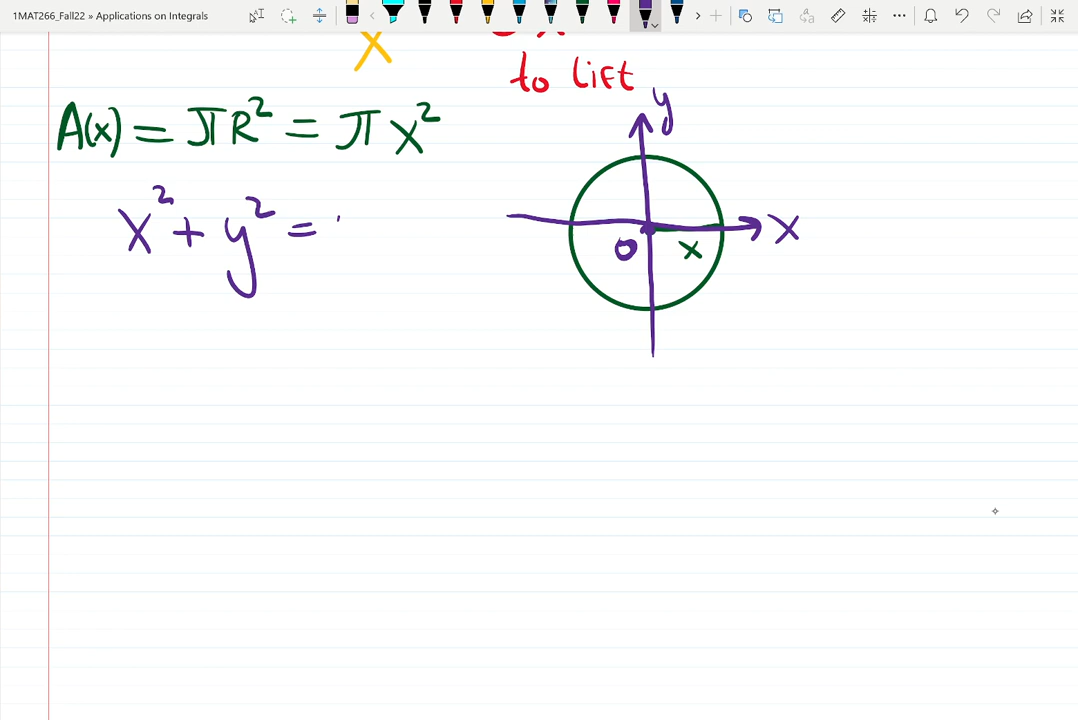 1MAT266_Fall22 » Applications on Integrals
x
to lift
y
A(x) = πR² = πx²
x² + y² =
x
O
x